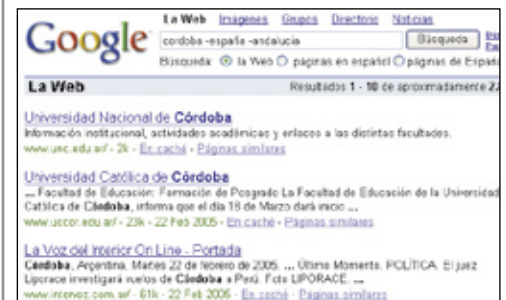 Google
La Web Imágenes Grupos Directorio Noticias
cordoba -españa -andalucia Búsqueda
Búsqueda: la Web páginas en español páginas de Españ
La Web Resultados 1 - 10 de aproximadamente
Universidad Nacional de Córdoba
Información institucional, actividades académicas y enlaces a las distintas facultades.
www.unc.edu.ar/ - 2k - En caché - Páginas similares
Universidad Católica de Córdoba
... Facultad de Educación: Formación de Posgrado La Facultad de Educación de la Universidad
Católica de Córdoba, informa que el día 18 de Marzo dará inicio ...
www.uccor.edu.ar/ - 23k - 22 Feb 2005 - En caché - Páginas similares
La Voz del Interior On Line - Portada
Córdoba, Argentina, Martes 22 de febrero de 2005. ... Último Momento. POLÍTICA. El juez
Liporace investigará vuelos de Córdoba a Perú. Foto LIPORACE. ...
www.intervoz.com.ar/ - 61k - 22 Feb 2005 - En caché - Páginas similares